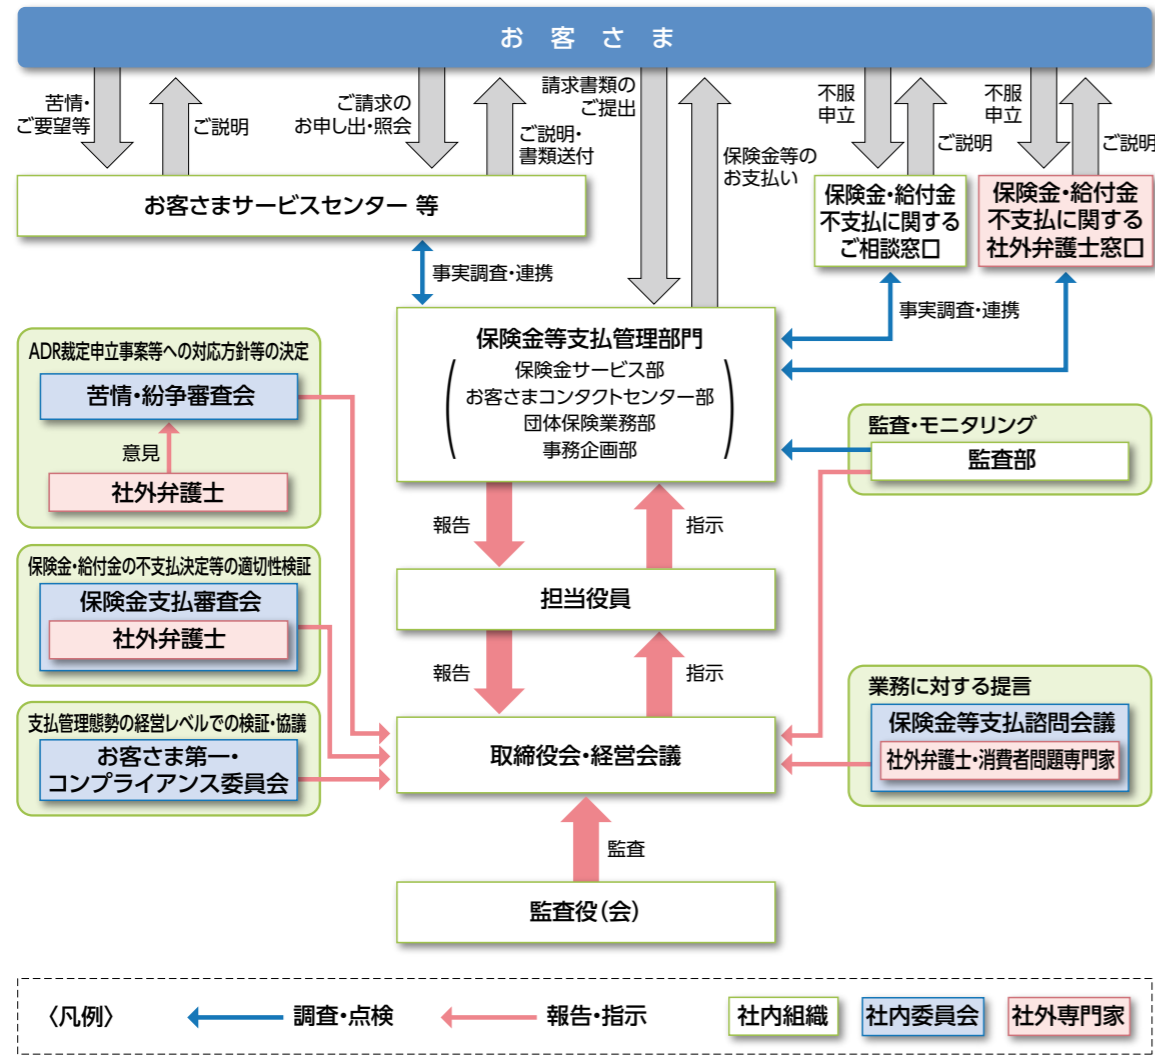 お客さま
苦情・
ご要望等
ご説明
ご請求の
お申し出・照会
ご説明・
書類送付
請求書類の
ご提出
保険金等の
お支払い
不服
申立
ご説明
不服
申立
ご説明
お客さまサービスセンター 等
保険金・給付金
不支払に関する
ご相談窓口
保険金・給付金
不支払に関する
社外弁護士窓口
事実調査・連携
事実調査・連携
保険金等支払管理部門
保険金サービス部
お客さまコンタクトセンター部
団体保険業務部
事務企画部
ADR裁定申立事案等への対応方針等の決定
苦情・紛争審査会
意見
社外弁護士
監査・モニタリング
監査部
報告
指示
保険金・給付金の不支払決定等の適切性検証
保険金支払審査会
社外弁護士
担当役員
報告
指示
支払管理態勢の経営レベルでの検証・協議
お客さま第一・
コンプライアンス委員会
取締役会・経営会議
業務に対する提言
保険金等支払諮問会議
社外弁護士・消費者問題専門家
監査
監査役(会)
〈凡例〉
調査・点検
報告・指示
社内組織
社内委員会
社外専門家